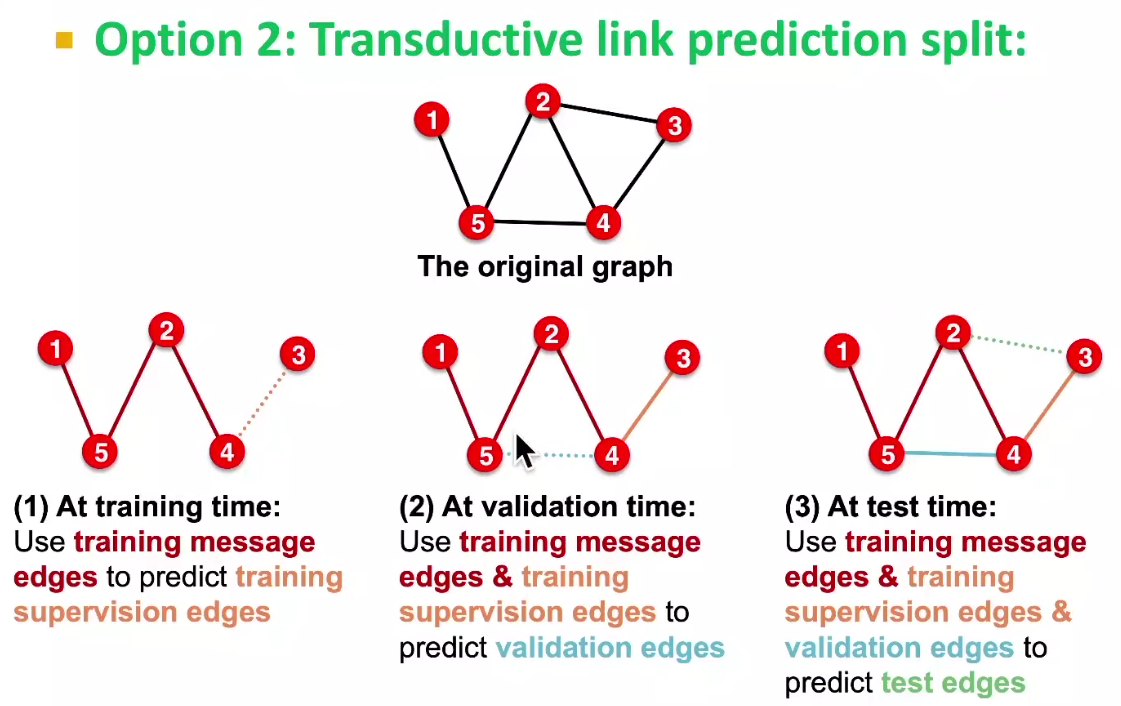 Option 2: Transductive link prediction split:
1
2
3
5
4
The original graph
1
2
3
5
4
1
2
3
5
4
1
2
3
5
4
(1) At training time:
Use training message
edges to predict training
supervision edges
(2) At validation time:
Use training message
edges & training
supervision edges to
predict validation edges
(3) At test time:
Use training message
edges & training
supervision edges &
validation edges to
predict test edges